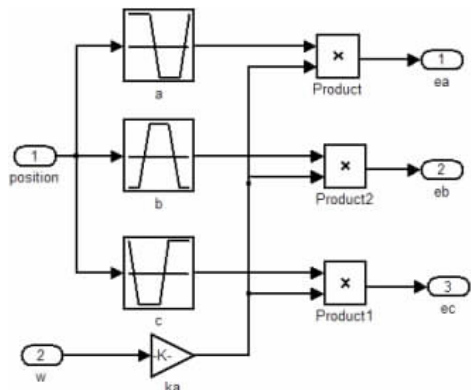 a
×
Product
1
ea
1
position
b
×
Product2
2
eb
c
×
Product1
3
ec
2
w
-K-
ka